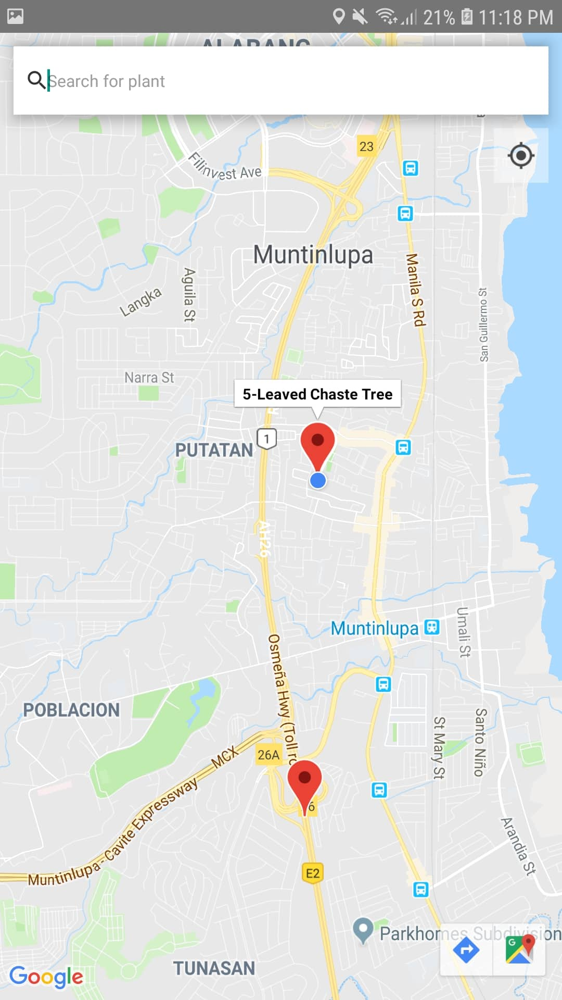 21% 11:18 PM
ALABANG
Search for plant
23
Filinvest Ave
Muntinlupa
Manila S Rd
Aguila St
Langka
San Guillermo St
Narra St
5-Leaved Chaste Tree
1
PUTATAN
AH26
Muntinlupa
Umali St
Osmeña Hwy (Toll
POBLACION
St Mary St
Santo Niño
MCX
26A
6
Muntinlupa - Cavite Expressway
Arandia St
E2
Parkhomes Subdivision
G
TUNASAN
Google